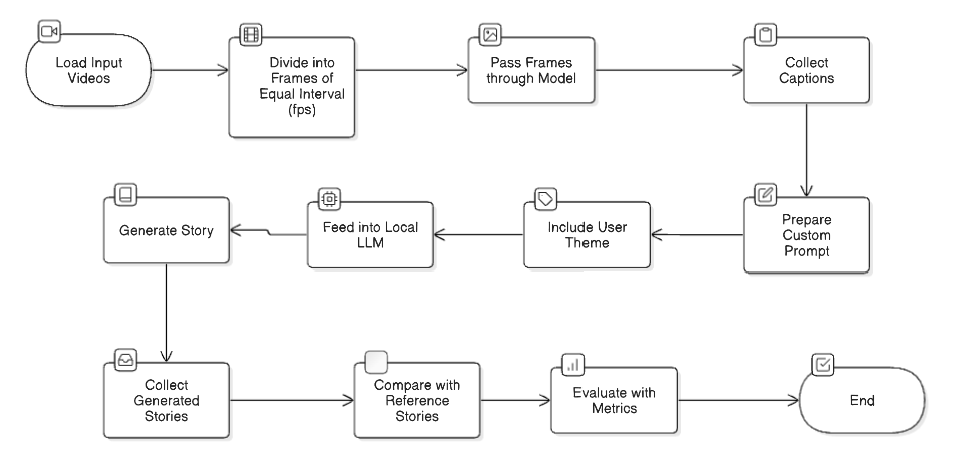 Load Input
Videos
Divide into
Frames of
Equal Interval
(fps)
Pass Frames
through Model
Collect
Captions
Prepare
Custom
Prompt
Include User
Theme
Feed into Local
LLM
Generate Story
Collect
Generated
Stories
Compare with
Reference
Stories
Evaluate with
Metrics
End